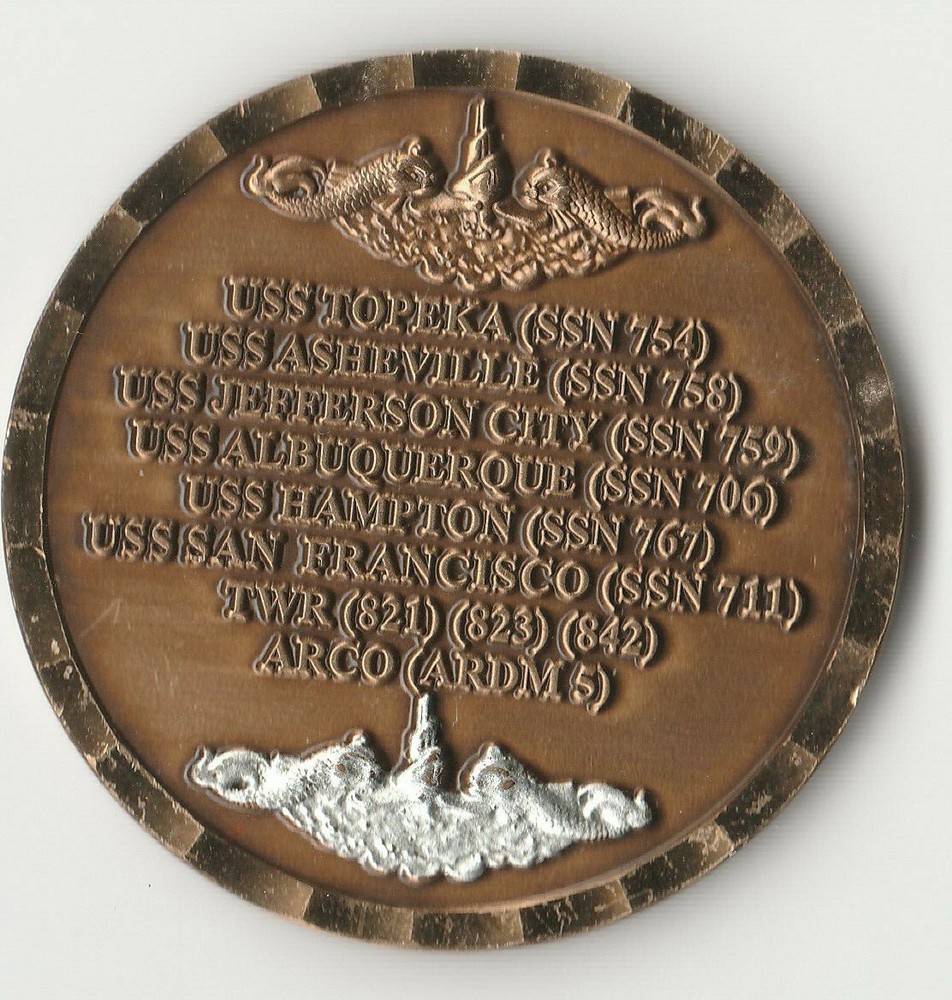 USS TOPEKA (SSN 754)
USS ASHEVILLE (SSN 758)
USS JEFFERSON CITY (SSN 759)
USS ALBUQUERQUE (SSN 706)
USS HAMPTON (SSN 767)
USS SAN FRANCISCO (SSN 711)
TWR (821) (823) (842)
ARCO (ARDM 5)